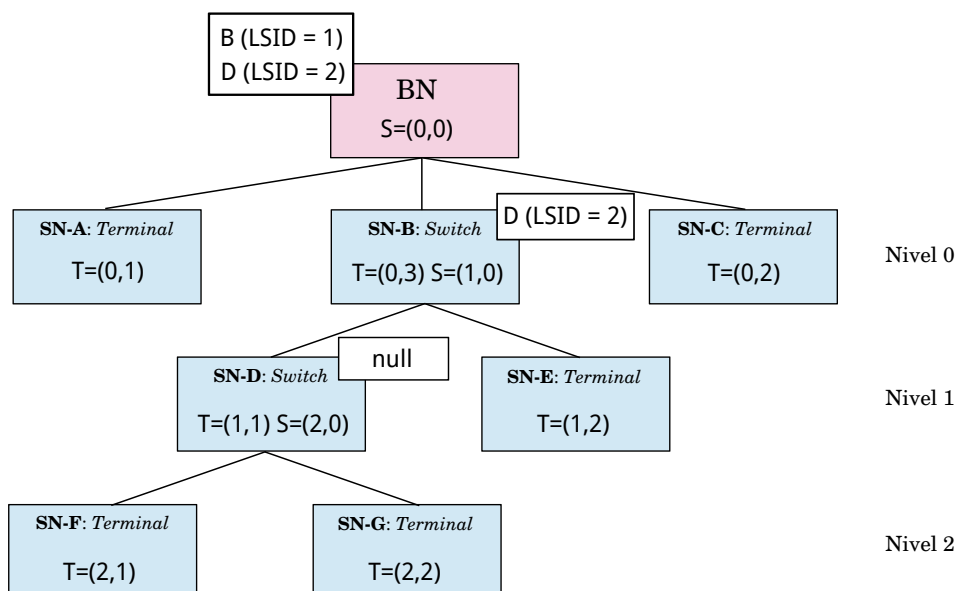 B (LSID = 1)
D (LSID = 2)
BN
S=(0,0)
SN-A: Terminal
T=(0,1)
SN-B: Switch
T=(0,3) S=(1,0)
D (LSID = 2)
SN-C: Terminal
T=(0,2)
Nivel 0
SN-D: Switch
T=(1,1) S=(2,0)
null
SN-E: Terminal
T=(1,2)
Nivel 1
SN-F: Terminal
T=(2,1)
SN-G: Terminal
T=(2,2)
Nivel 2